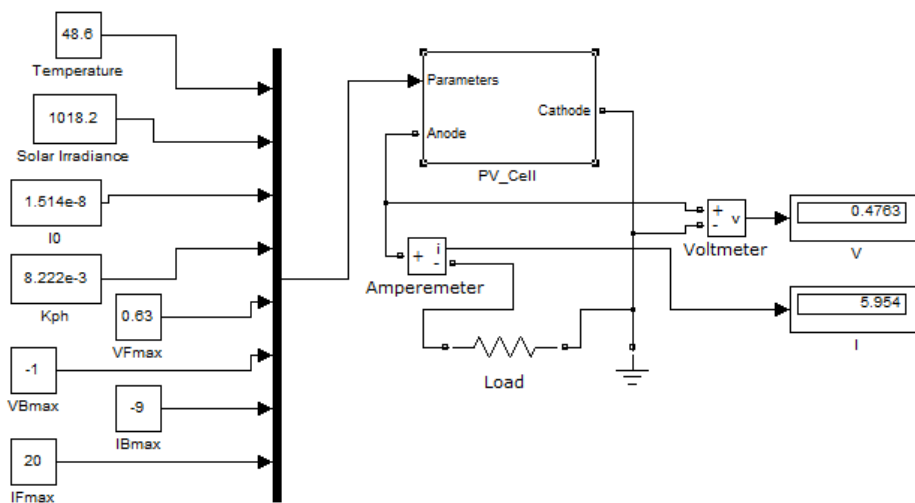 48.6
Temperature
1018.2
Solar Irradiance
1.514e-8
I0
8.222e-3
Kph
0.63
VFmax
-1
VBmax
-9
IBmax
20
IFmax
Parameters
Anode
Cathode
PV_Cell
+
-
v
Voltmeter
0.4763
V
+
i
-
Amperemeter
5.954
I
Load